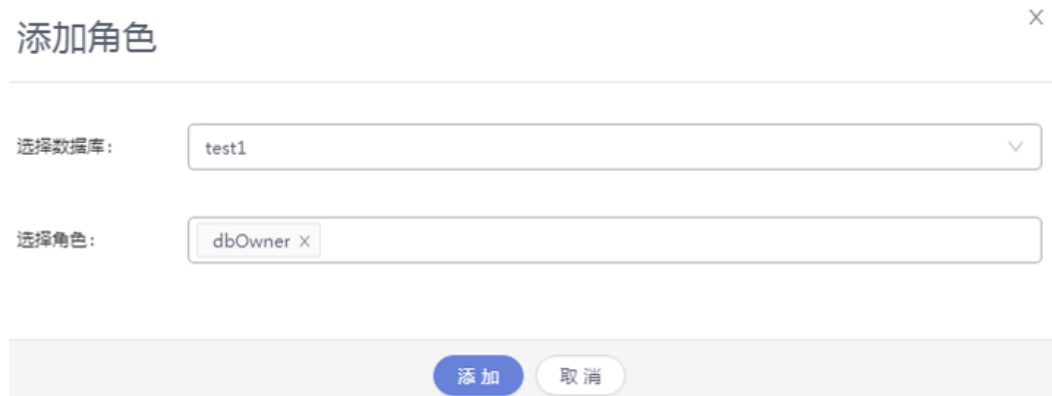 添加角色
选择数据库：
test1
选择角色：
dbOwner
添加
取消